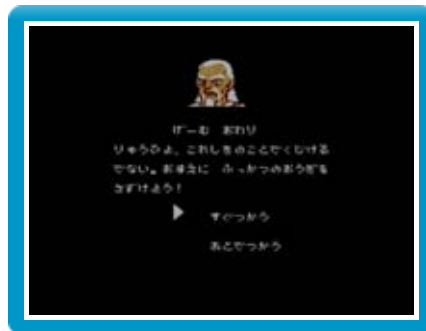 げーむ おわり
りゅうひよ、これしきのことでくじける
でない。おまえに ふっかつのおうぎを
さずけよう！
すぐつかう
あとでつかう